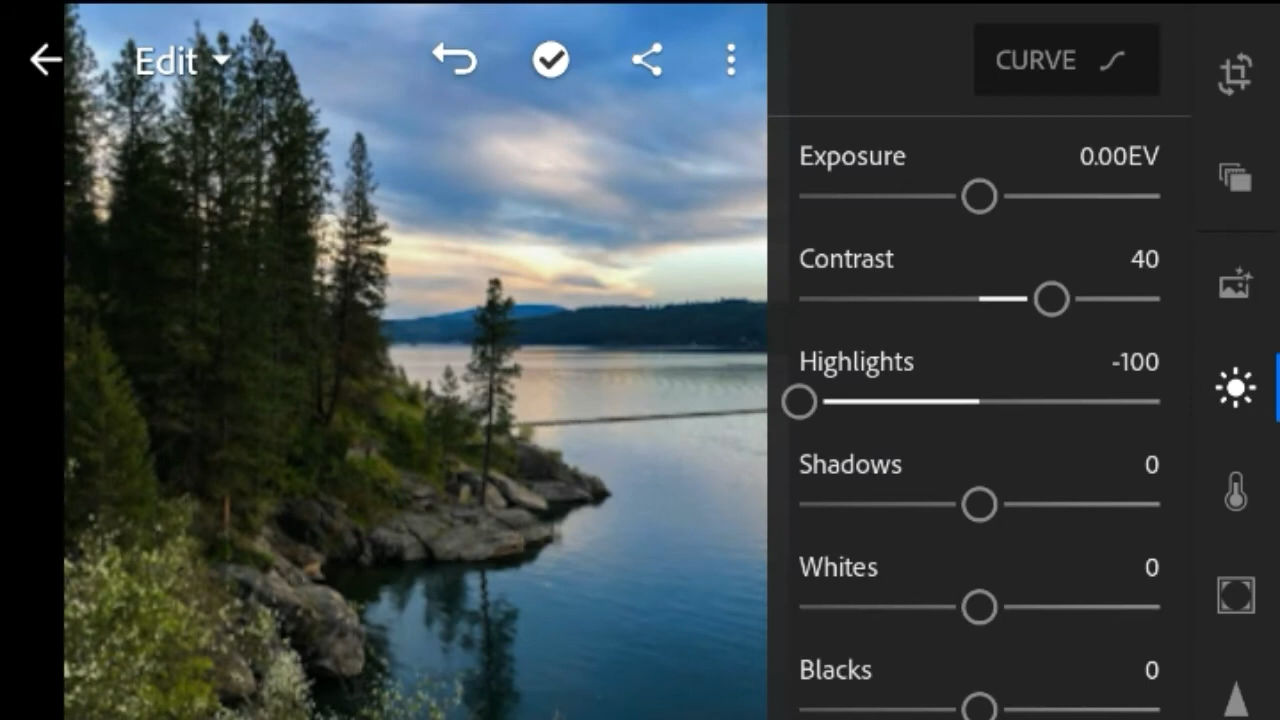 Edit
CURVE
Exposure 0.00EV
Contrast 40
Highlights -100
Shadows 0
Whites 0
Blacks 0